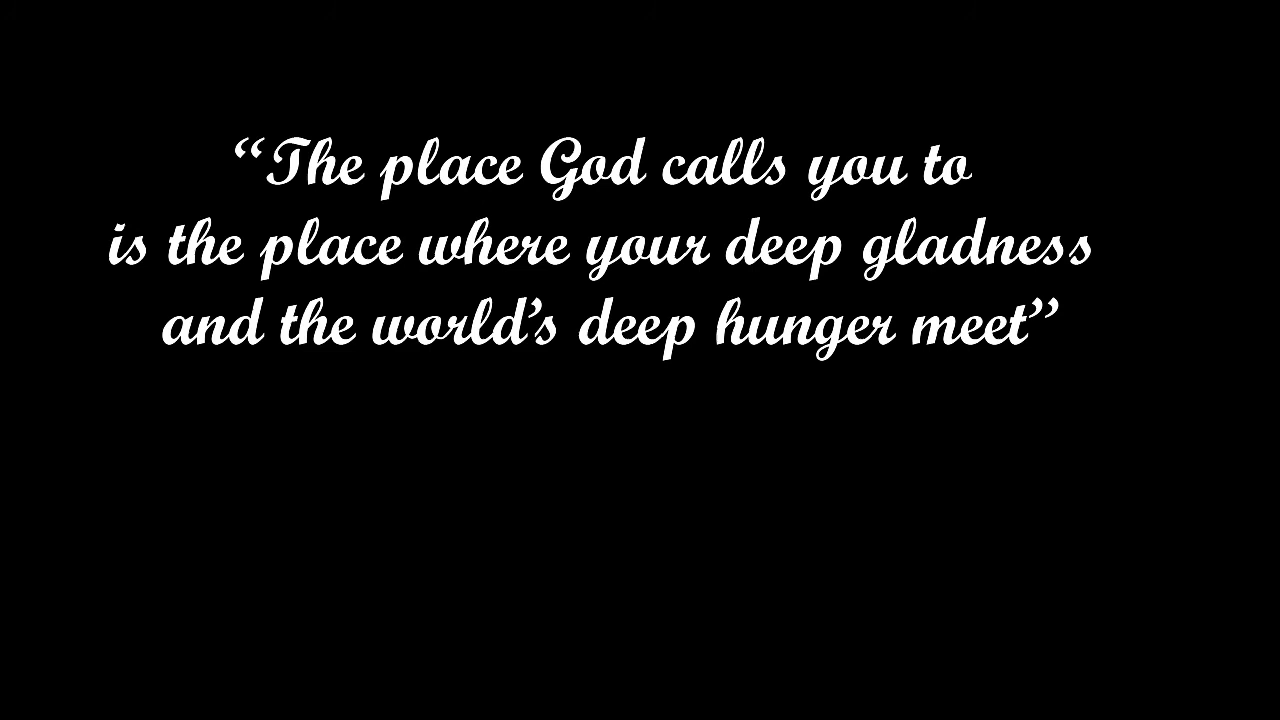 “The place God calls you to
is the place where your deep gladness
and the world’s deep hunger meet”